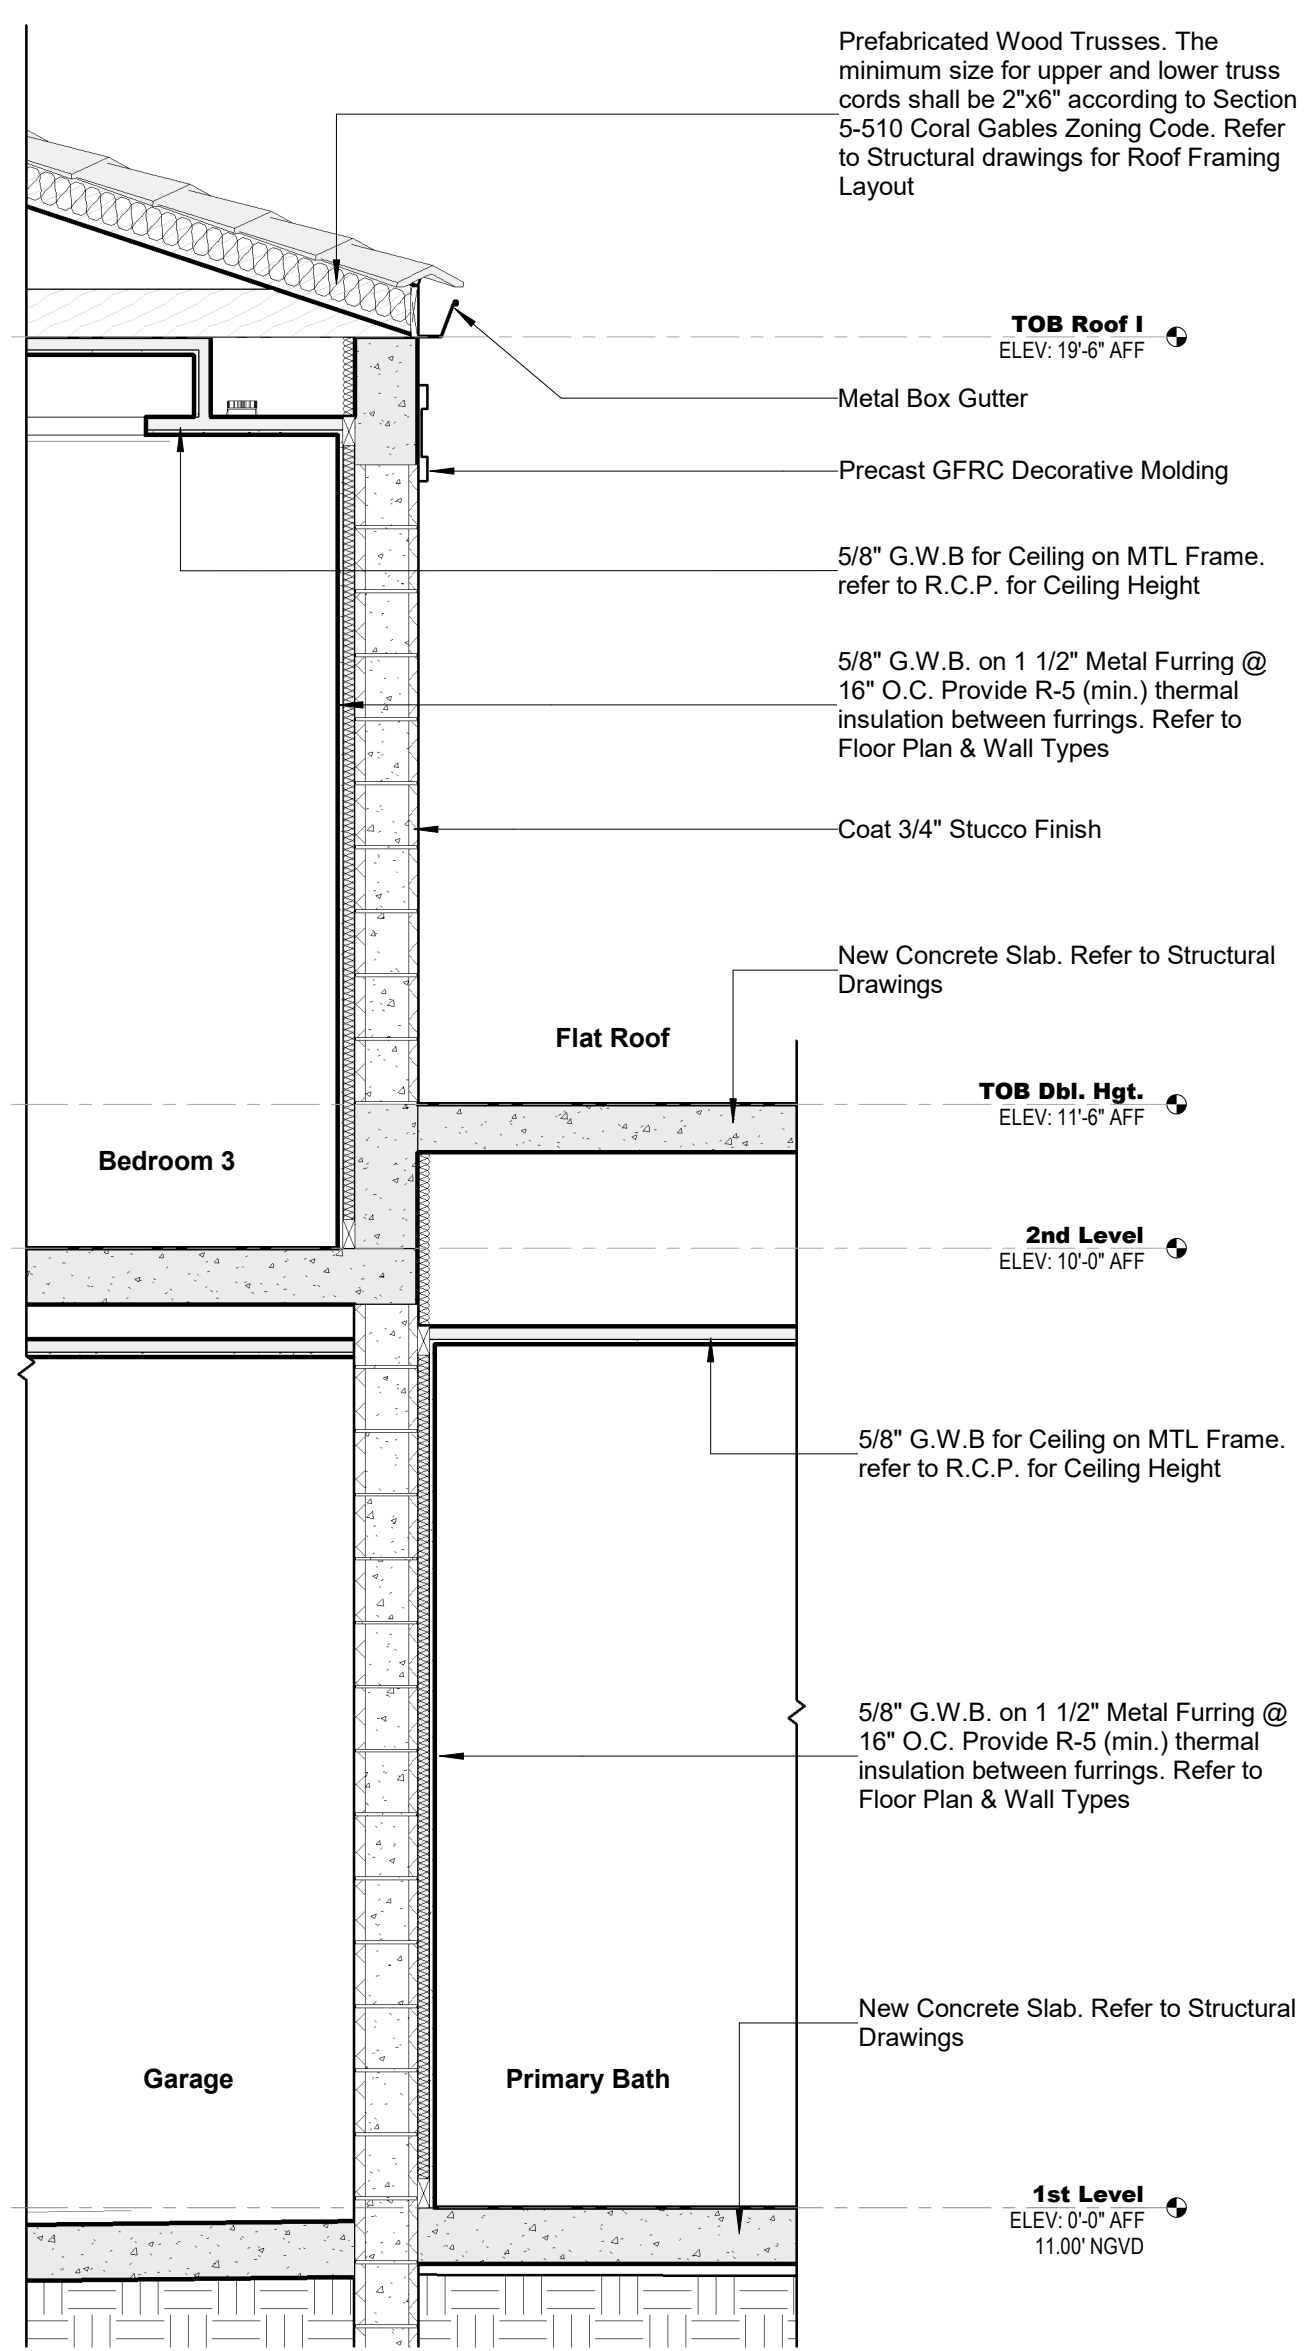 Prefabricated Wood Trusses. The
minimum size for upper and lower truss
cords shall be 2"x6" according to Section
5-510 Coral Gables Zoning Code. Refer
to Structural drawings for Roof Framing
Layout
TOB Roof I
ELEV: 19'-6" AFF
Metal Box Gutter
Precast GFRC Decorative Molding
5/8" G.W.B for Ceiling on MTL Frame.
refer to R.C.P. for Ceiling Height
5/8" G.W.B. on 1 1/2" Metal Furring @
16" O.C. Provide R-5 (min.) thermal
insulation between furrings. Refer to
Floor Plan & Wall Types
Coat 3/4" Stucco Finish
New Concrete Slab. Refer to Structural
Drawings
Flat Roof
TOB Dbl. Hgt.
ELEV: 11'-6" AFF
Bedroom 3
2nd Level
ELEV: 10'-0" AFF
5/8" G.W.B for Ceiling on MTL Frame.
refer to R.C.P. for Ceiling Height
5/8" G.W.B. on 1 1/2" Metal Furring @
16" O.C. Provide R-5 (min.) thermal
insulation between furrings. Refer to
Floor Plan & Wall Types
New Concrete Slab. Refer to Structural
Drawings
Garage
Primary Bath
1st Level
ELEV: 0'-0" AFF
11.00' NGVD